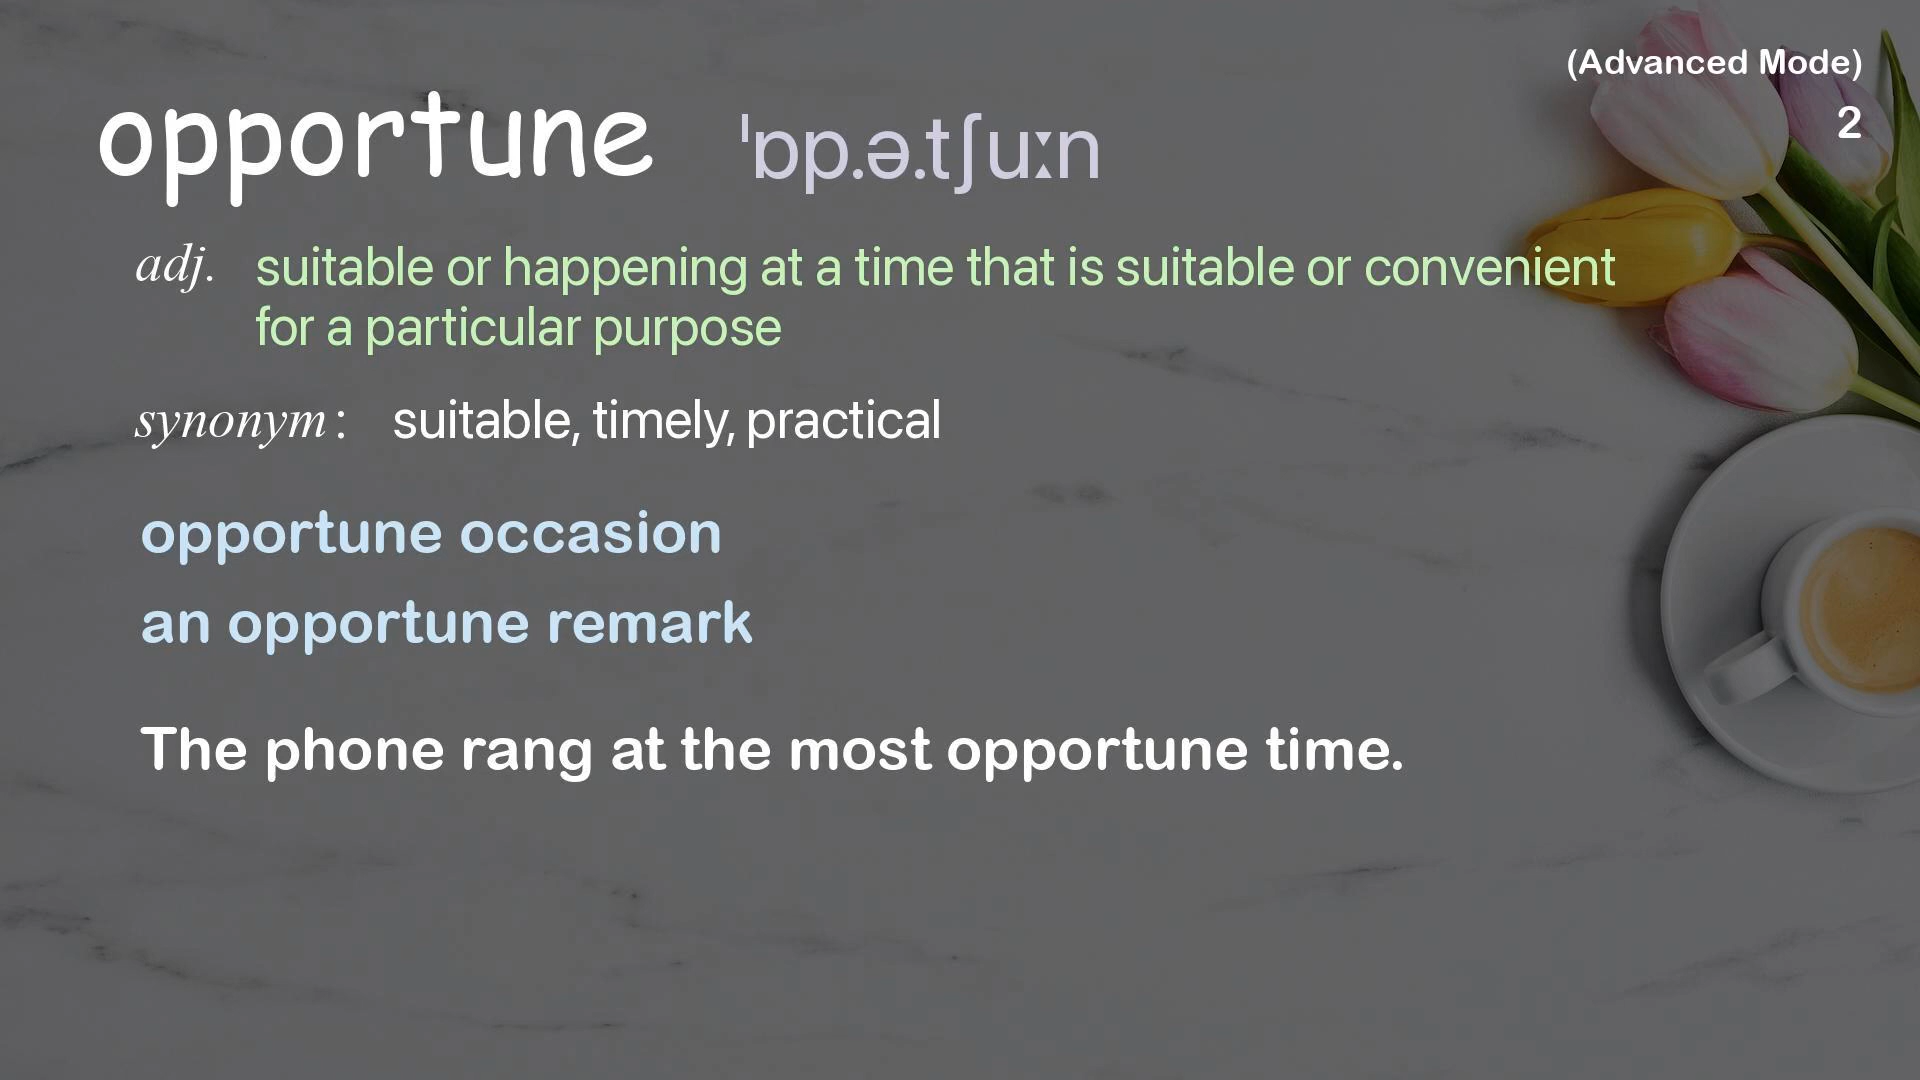 (Advanced Mode)
2
opportune ˈɒp.ə.tʃuːn
adj. suitable or happening at a time that is suitable or convenient
for a particular purpose
synonym: suitable, timely, practical
opportune occasion
an opportune remark
The phone rang at the most opportune time.